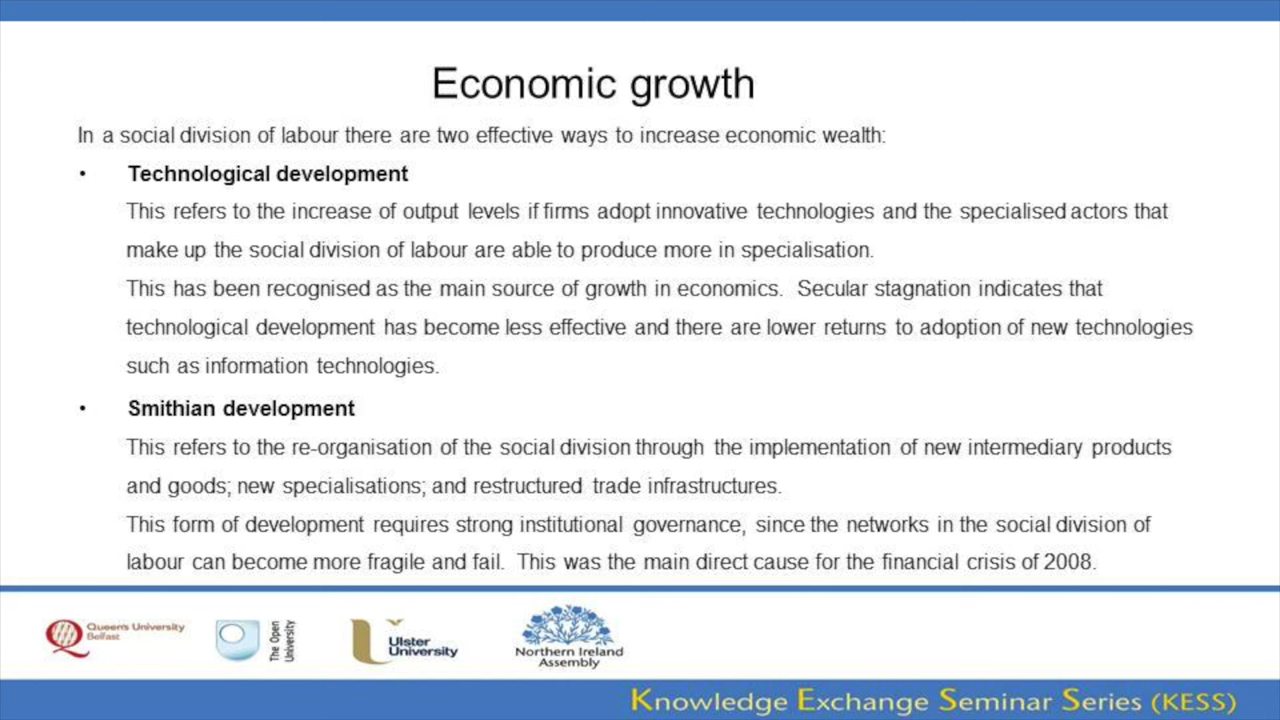 Economic growth
In a social division of labour there are two effective ways to increase economic wealth:
• Technological development
This refers to the increase of output levels if firms adopt innovative technologies and the specialised actors that
make up the social division of labour are able to produce more in specialisation.
This has been recognised as the main source of growth in economics. Secular stagnation indicates that
technological development has become less effective and there are lower returns to adoption of new technologies
such as information technologies.
• Smithian development
This refers to the re-organisation of the social division through the implementation of new intermediary products
and goods; new specialisations; and restructured trade infrastructures.
This form of development requires strong institutional governance, since the networks in the social division of
labour can become more fragile and fail. This was the main direct cause for the financial crisis of 2008.
Queen's University
Belfast
The Open
University
Ulster
University
Northern Ireland
Assembly
Knowledge Exchange Seminar Series (KESS)